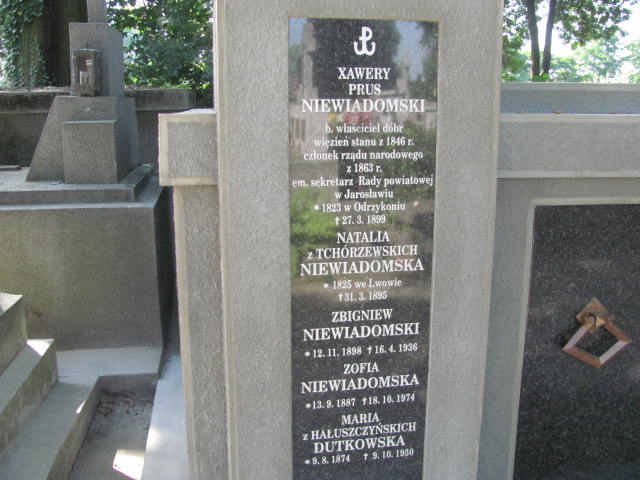 XAWERY
PRUS
NIEWIADOMSKI
b. właściciel dóbr
więzień stanu z 1846 r.
członek rządu narodowego
z 1863 r.
em. sekretarz Rady powiatowej
w Jarosławiu
*1823 w Odrzykoniu
†27. 3. 1899
NATALIA
z TCHÓRZEWSKICH
NIEWIADOMSKA
* 1825 we Lwowie
†31. 3. 1895
ZBIGNIEW
NIEWIADOMSKI
*12. 11. 1898 †16. 4. 1936
ZOFIA
NIEWIADOMSKA
*13. 9. 1887 †18. 10. 1974
MARIA
z HAŁUSZCZYŃSKICH
DUTKOWSKA
*9. 8. 1874 † 9. 10. 1950